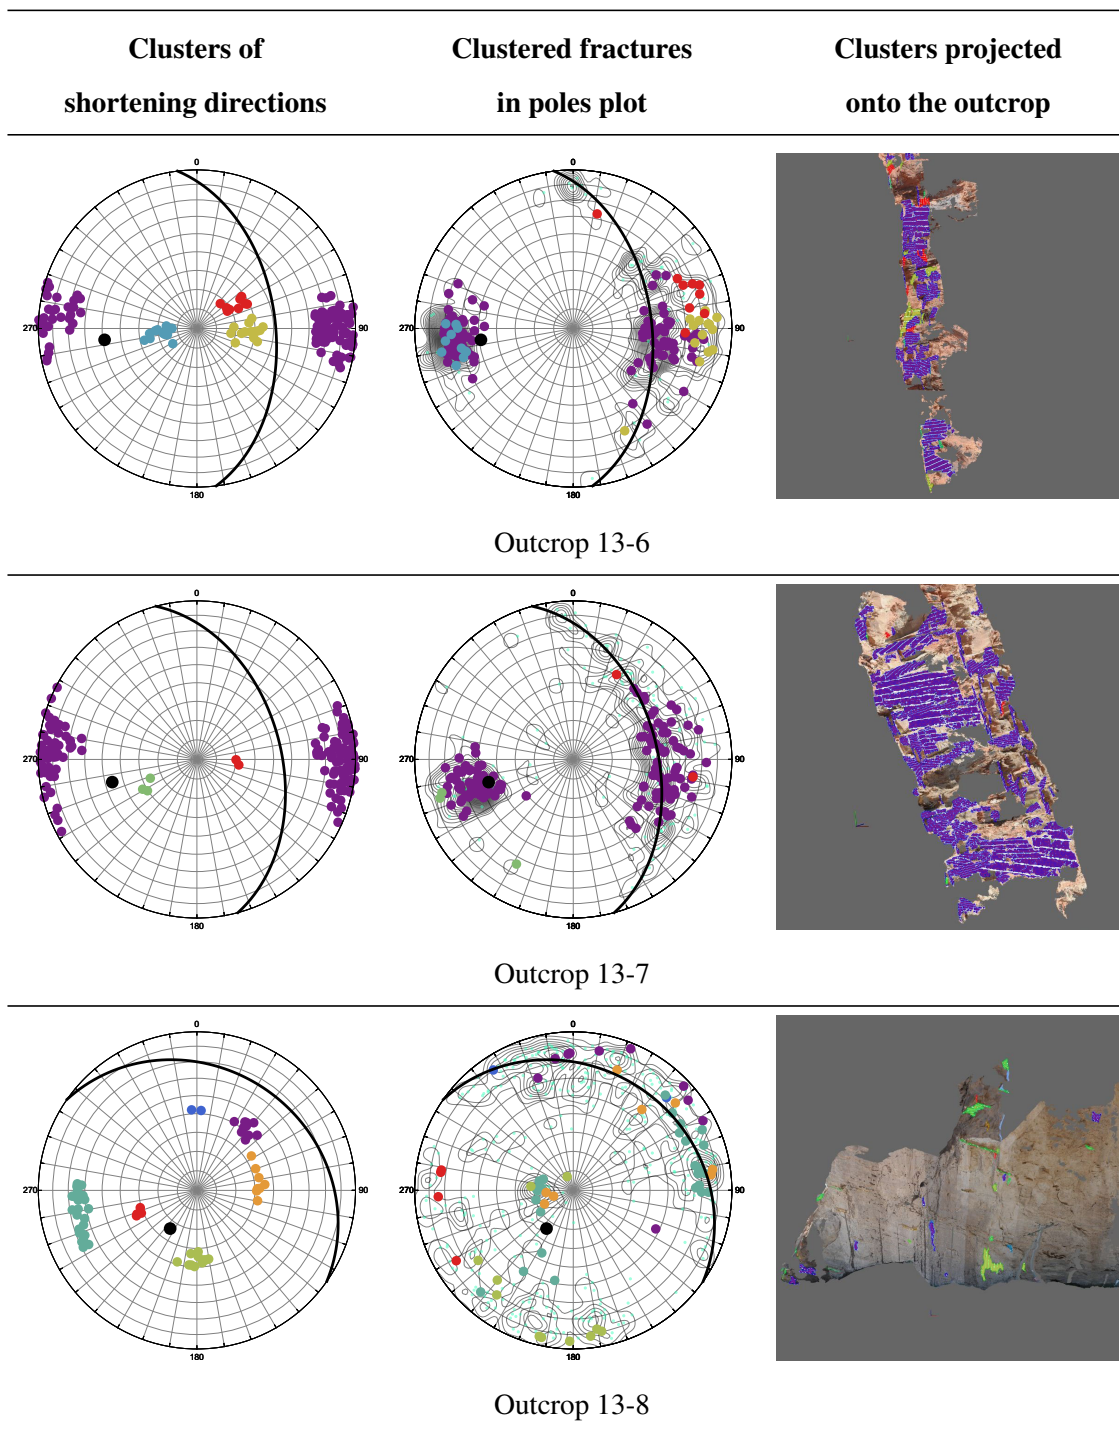 Clusters of
shortening directions
Clustered fractures
in poles plot
Clusters projected
onto the outcrop
0
270
90
180
0
270
90
180
Outcrop 13-6
0
270
90
180
0
270
90
180
Outcrop 13-7
0
270
90
180
0
270
90
180
Outcrop 13-8